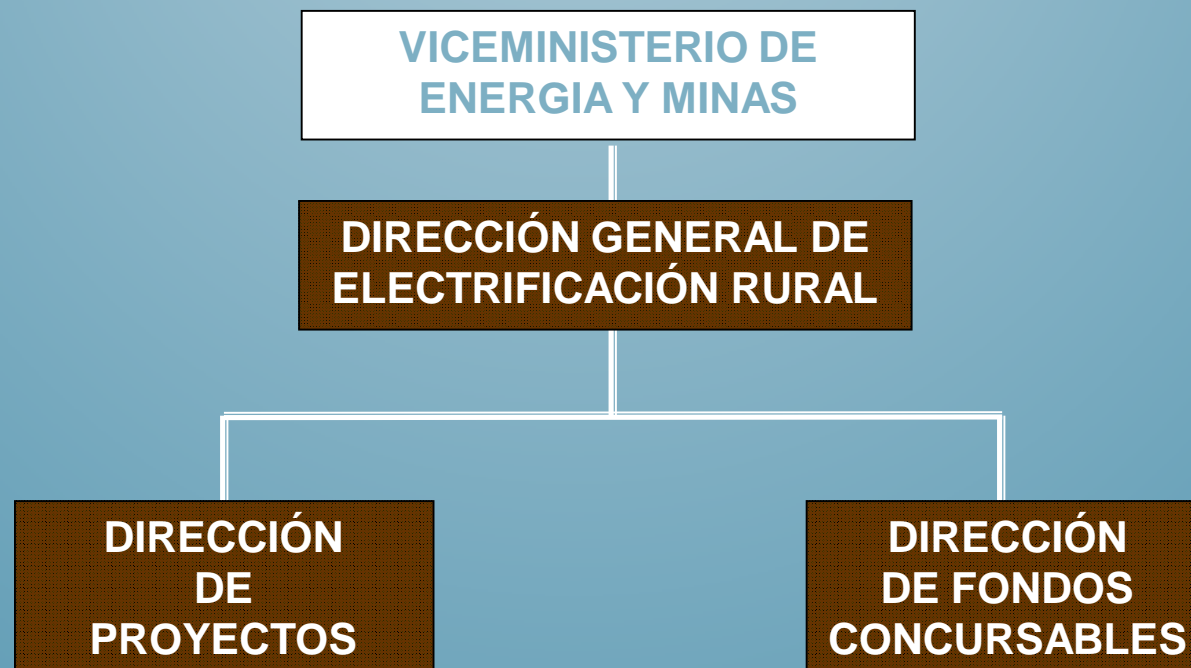 VICEMINISTERIO DE
ENERGIA Y MINAS
DIRECCIÓN GENERAL DE
ELECTRIFICACIÓN RURAL
DIRECCIÓN
DE
PROYECTOS
DIRECCIÓN
DE FONDOS
CONCURSABLES